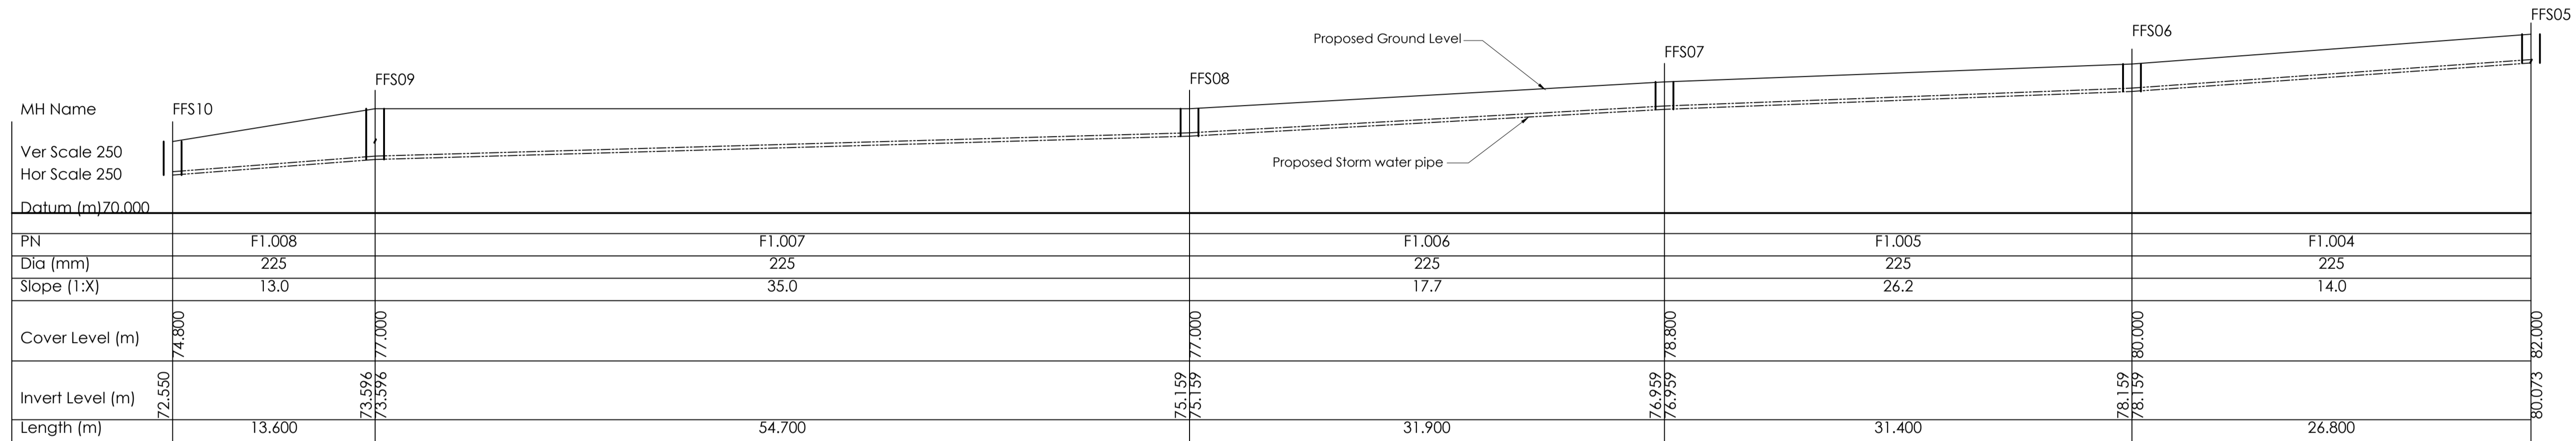 FFS05
FFS06
Proposed Ground Level
FFS07
FFS09
FFS08
MH Name
FFS10
Ver Scale 250
Hor Scale 250
Proposed Storm water pipe
Datum (m)70.000
PN F1.008 F1.007 F1.006 F1.005 F1.004
Dia (mm) 225 225 225 225 225
Slope (1:X) 13.0 35.0 17.7 26.2 14.0
Cover Level (m) 74.800 77.000 77.000 78.800 80.000 82.000
Invert Level (m) 72.550 73.596 73.596 75.159 75.159 76.959 76.959 78.159 78.159 80.073
Length (m) 13.600 54.700 31.900 31.400 26.800